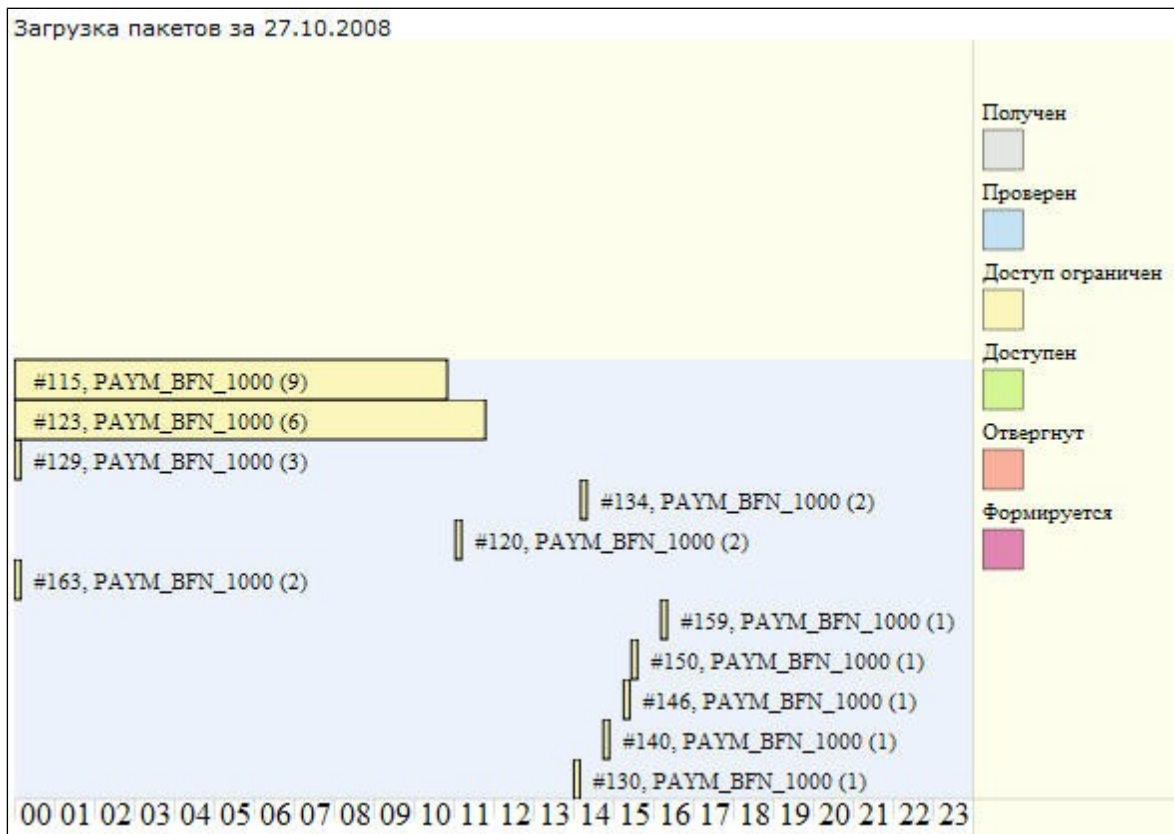 Загрузка пакетов за 27.10.2008
Получен
Проверен
Доступ ограничен
Доступен
Отвергнут
Формируется
#115, PAYM_BFN_1000 (9)
#123, PAYM_BFN_1000 (6)
#129, PAYM_BFN_1000 (3)
#134, PAYM_BFN_1000 (2)
#120, PAYM_BFN_1000 (2)
#163, PAYM_BFN_1000 (2)
#159, PAYM_BFN_1000 (1)
#150, PAYM_BFN_1000 (1)
#146, PAYM_BFN_1000 (1)
#140, PAYM_BFN_1000 (1)
#130, PAYM_BFN_1000 (1)
00 01 02 03 04 05 06 07 08 09 10 11 12 13 14 15 16 17 18 19 20 21 22 23